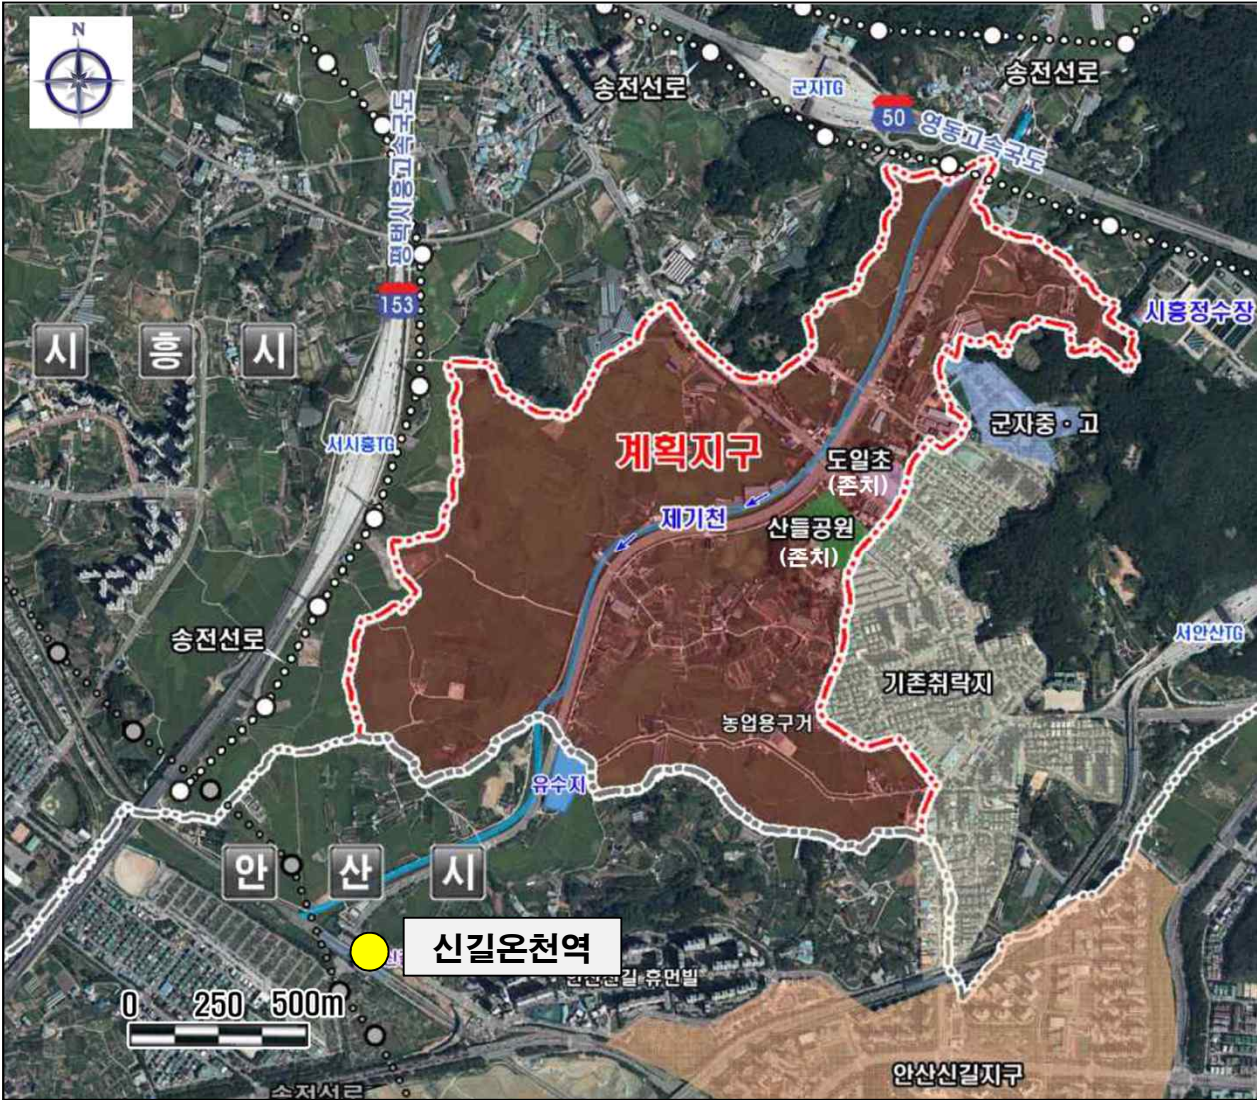 N
송전선로
군자TG
50
영동고속국도
송전선로
평택시흥고속국도
153
시흥정수장
시 흥 시
서시흥TG
군자중·고
계획지구
도일초
(존치)
제기천
산들공원
(존치)
송전선로
서안산TG
기존취락지
농업용구거
유수지
안 산 시
신길온천역
안산신길 휴먼빌
0 250 500m
안산신길지구
송전선로